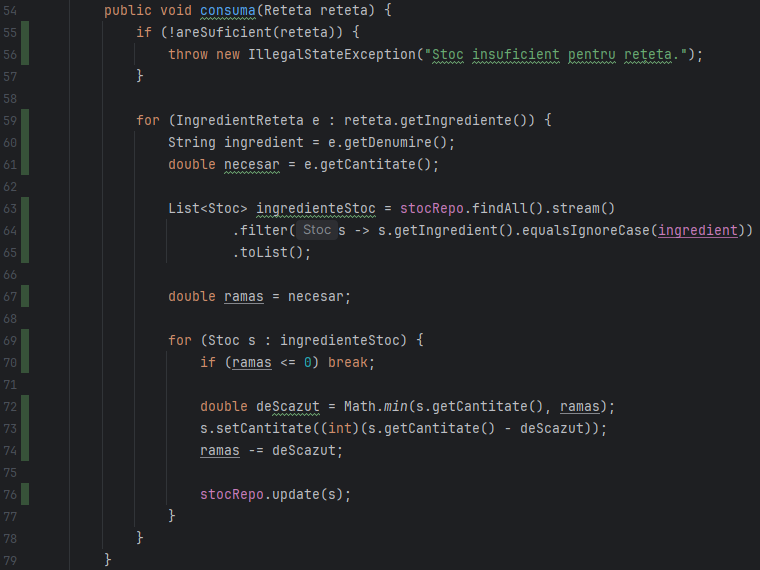 54 public void consuma(Reteta reteta) {
55 if (!areSuficient(reteta)) {
56 throw new IllegalStateException("Stoc insuficient pentru reteta.");
57 }
58
59 for (IngredientReteta e : reteta.getIngrediente()) {
60 String ingredient = e.getDenumire();
61 double necesar = e.getCantitate();
62
63 List<Stoc> ingredienteStoc = stocRepo.findAll().stream()
64 .filter( Stoc s -> s.getIngredient().equalsIgnoreCase(ingredient))
65 .toList();
66
67 double ramas = necesar;
68
69 for (Stoc s : ingredienteStoc) {
70 if (ramas <= 0) break;
71
72 double deScazut = Math.min(s.getCantitate(), ramas);
73 s.setCantitate((int)(s.getCantitate() - deScazut));
74 ramas -= deScazut;
75
76 stocRepo.update(s);
77 }
78 }
79 }